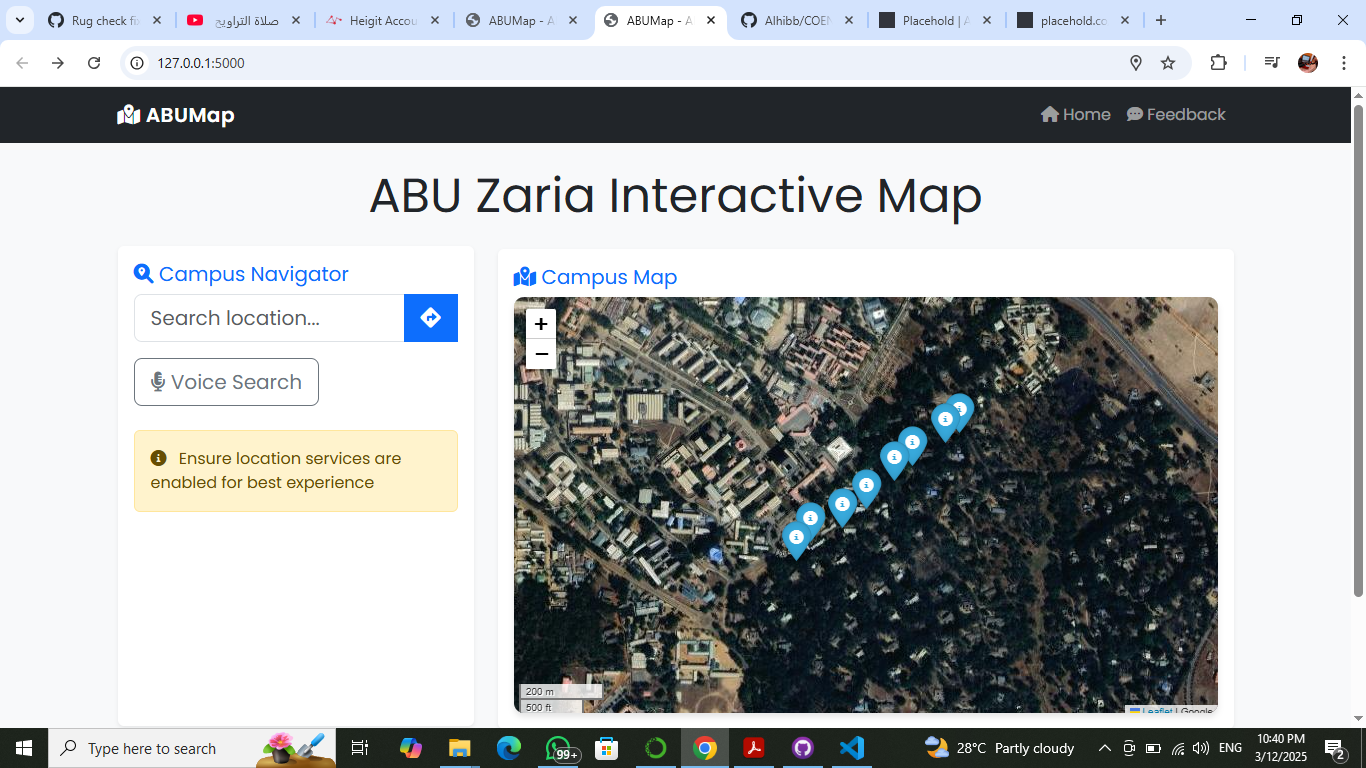 Rug check fix
صلاة التراويح
Heigit Accou
ABUMap - A
ABUMap - A
Alhibb/COEN
Placehold | A
placehold.co
127.0.0.1:5000
ABUMap
Home
Feedback
ABU Zaria Interactive Map
Campus Navigator
Search location...
Voice Search
Ensure location services are
enabled for best experience
Campus Map
+
−
200 m
500 ft
Leaflet | Google
Type here to search
99+
28°C Partly cloudy
ENG
10:40 PM
3/12/2025
2